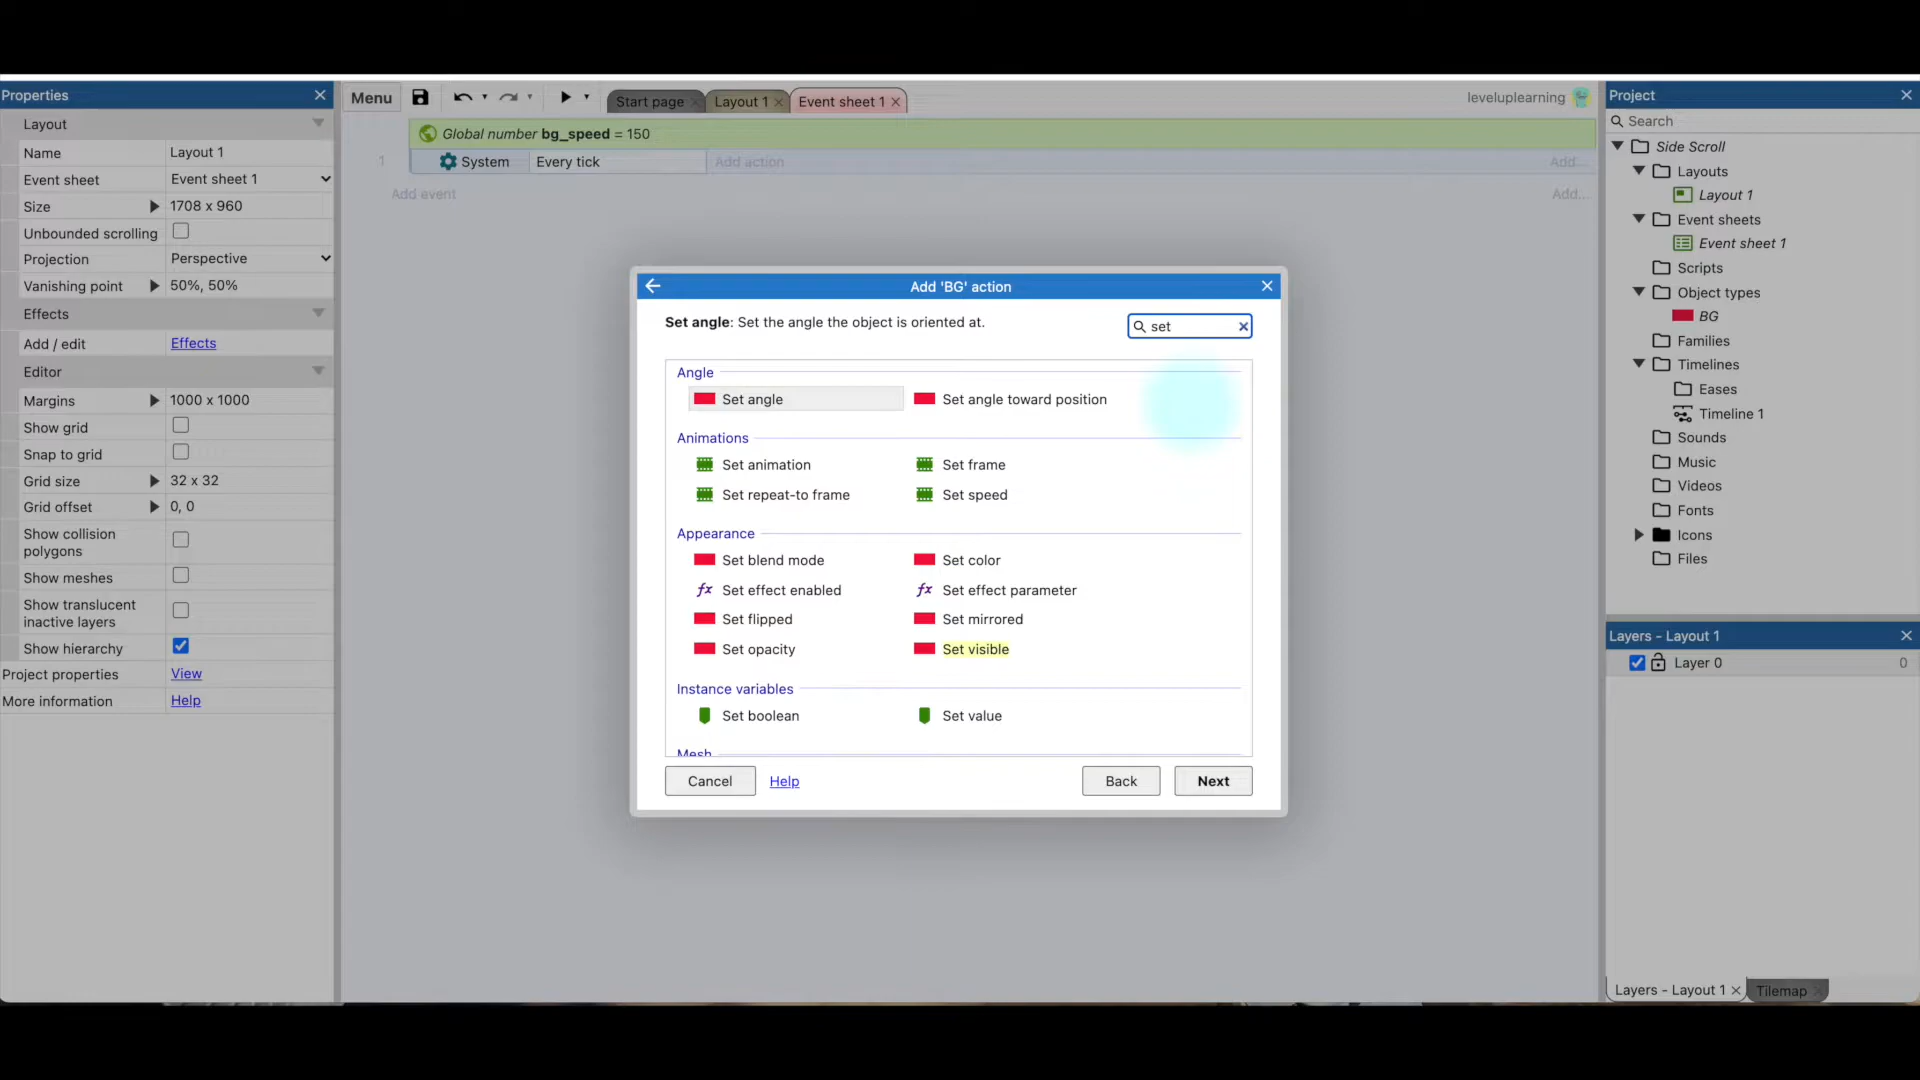 Properties
Layout
Name Layout 1
Event sheet Event sheet 1
Size 1708 x 960
Unbounded scrolling
Projection Perspective
Vanishing point 50%, 50%
Effects
Add / edit Effects
Editor
Margins 1000 x 1000
Show grid
Snap to grid
Grid size 32 x 32
Grid offset 0, 0
Show collision
polygons
Show meshes
Show translucent
inactive layers
Show hierarchy
Project properties View
More information Help
Menu
Start page
Layout 1
Event sheet 1
leveluplearning
Global number bg_speed = 150
1 System Every tick Add action Add...
Add event Add...
Add 'BG' action
Set angle: Set the angle the object is oriented at.
set
Angle
Set angle Set angle toward position
Animations
Set animation Set frame
Set repeat-to frame Set speed
Appearance
Set blend mode Set color
fx Set effect enabled fx Set effect parameter
Set flipped Set mirrored
Set opacity Set visible
Instance variables
Set boolean Set value
Mesh
Cancel Help Back Next
Project
Search
Side Scroll
Layouts
Layout 1
Event sheets
Event sheet 1
Scripts
Object types
BG
Families
Timelines
Eases
Timeline 1
Sounds
Music
Videos
Fonts
Icons
Files
Layers - Layout 1
Layer 0 0
Layers - Layout 1 Tilemap